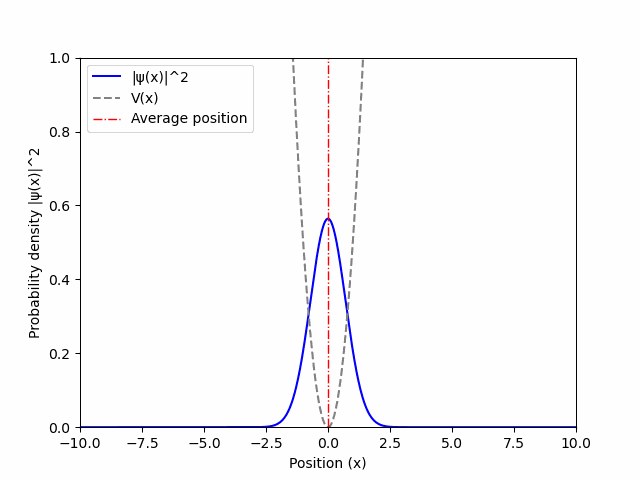 |ψ(x)|^2
V(x)
Average position
1.0
0.8
0.6
0.4
0.2
0.0
Probability density |ψ(x)|^2
−10.0 −7.5 −5.0 −2.5 0.0 2.5 5.0 7.5 10.0
Position (x)